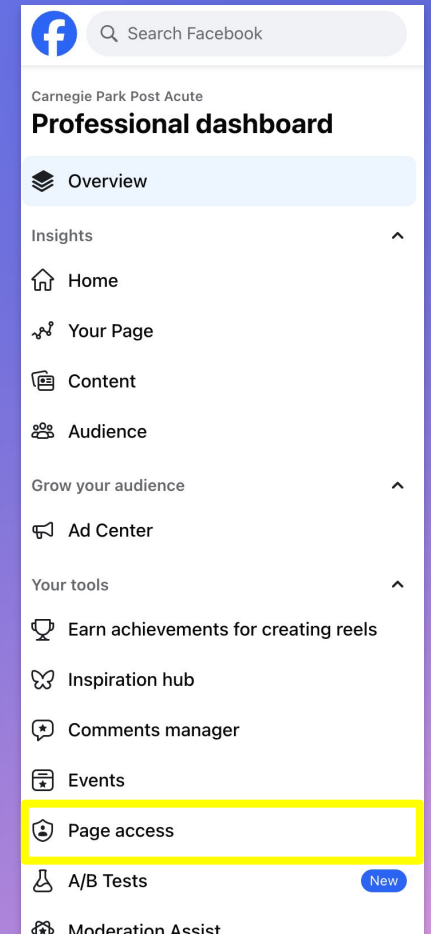 Search Facebook
Carnegie Park Post Acute
Professional dashboard
Overview
Insights
Home
Your Page
Content
Audience
Grow your audience
Ad Center
Your tools
Earn achievements for creating reels
Inspiration hub
Comments manager
Events
Page access
A/B Tests New
Moderation Assist